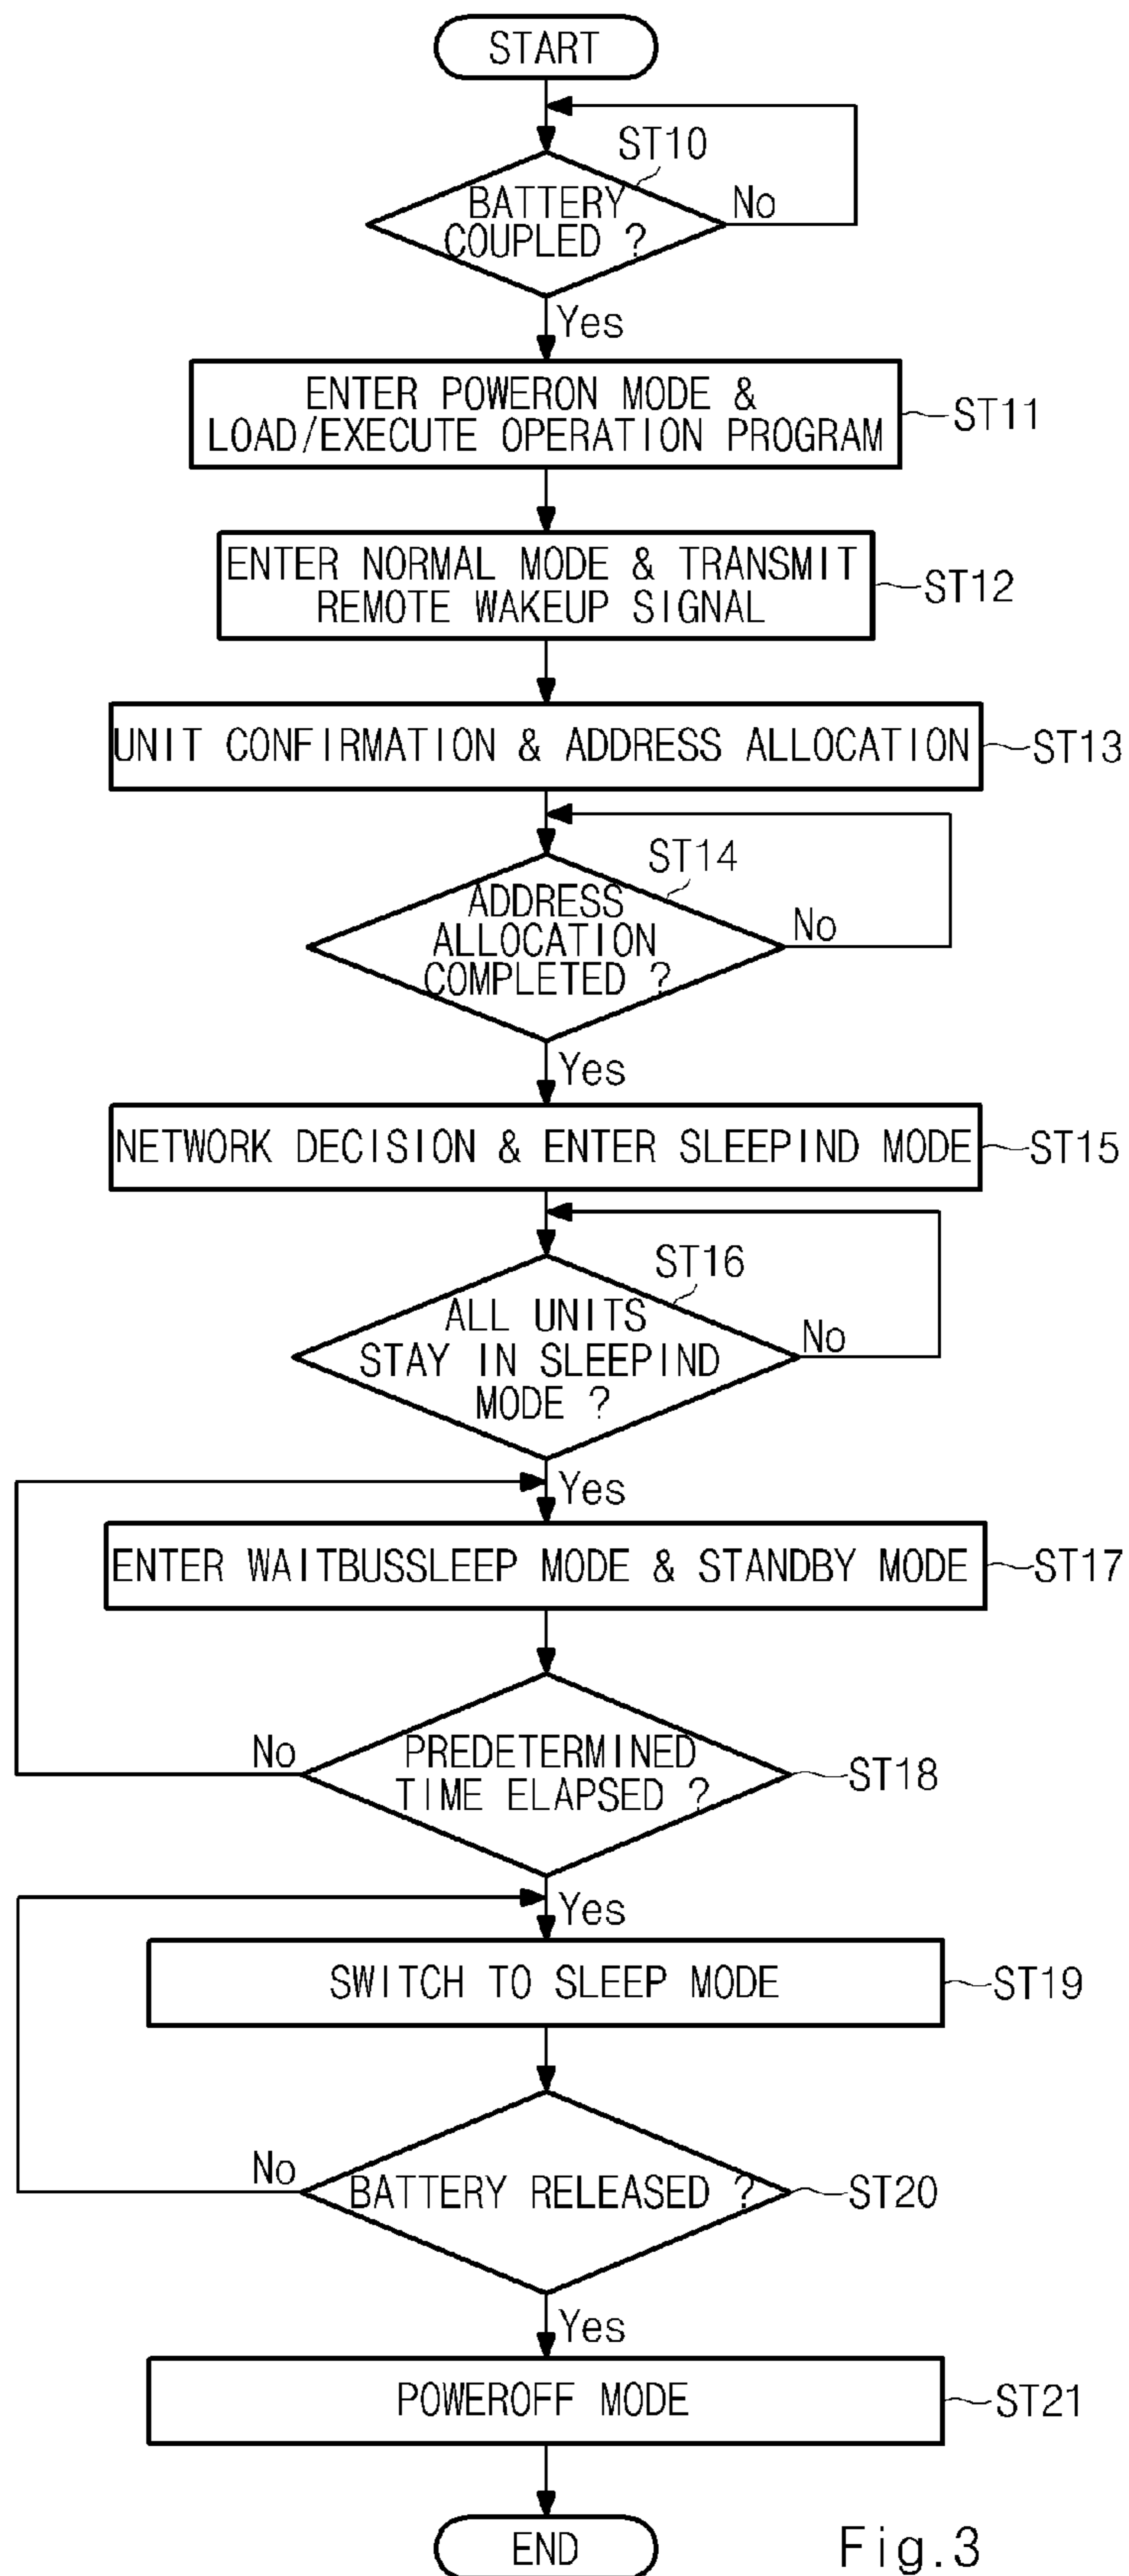 START
ST10
BATTERY
COUPLED ?
No
Yes
ENTER POWERON MODE &
LOAD/EXECUTE OPERATION PROGRAM
ST11
ENTER NORMAL MODE & TRANSMIT
REMOTE WAKEUP SIGNAL
ST12
UNIT CONFIRMATION & ADDRESS ALLOCATION
ST13
ST14
ADDRESS
ALLOCATION
COMPLETED ?
No
Yes
NETWORK DECISION & ENTER SLEEPIND MODE
ST15
ST16
ALL UNITS
STAY IN SLEEPIND
MODE ?
No
Yes
ENTER WAITBUSSLEEP MODE & STANDBY MODE
ST17
No
PREDETERMINED
TIME ELAPSED ?
ST18
Yes
SWITCH TO SLEEP MODE
ST19
No
BATTERY RELEASED ?
ST20
Yes
POWEROFF MODE
ST21
END
Fig.3